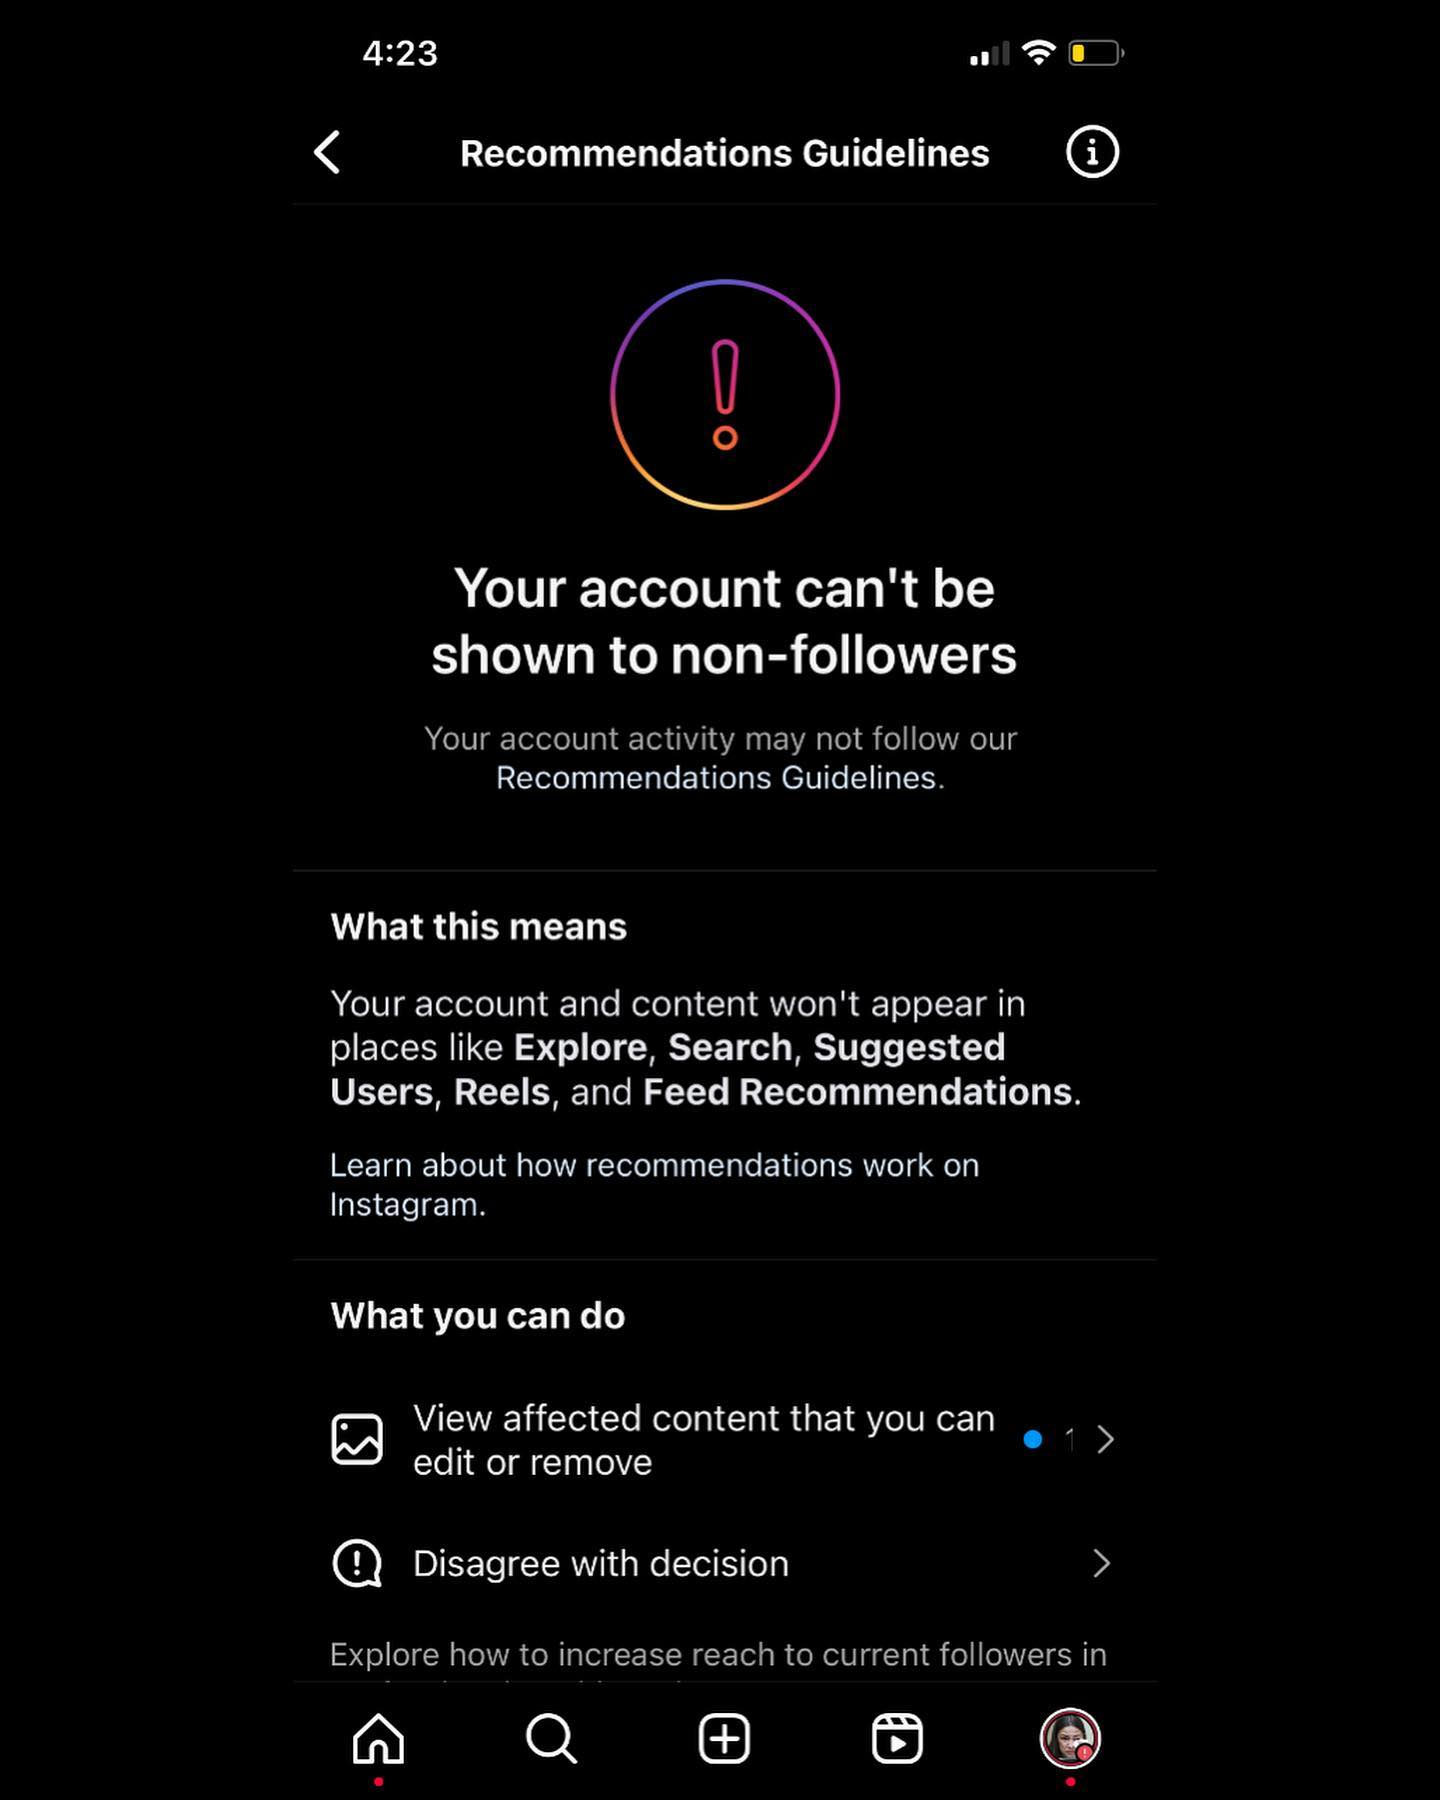 4:23
Recommendations Guidelines
Your account can't be
shown to non-followers
Your account activity may not follow our
Recommendations Guidelines.
What this means
Your account and content won't appear in
places like Explore, Search, Suggested
Users, Reels, and Feed Recommendations.
Learn about how recommendations work on
Instagram.
What you can do
View affected content that you can
edit or remove
1
Disagree with decision
Explore how to increase reach to current followers in